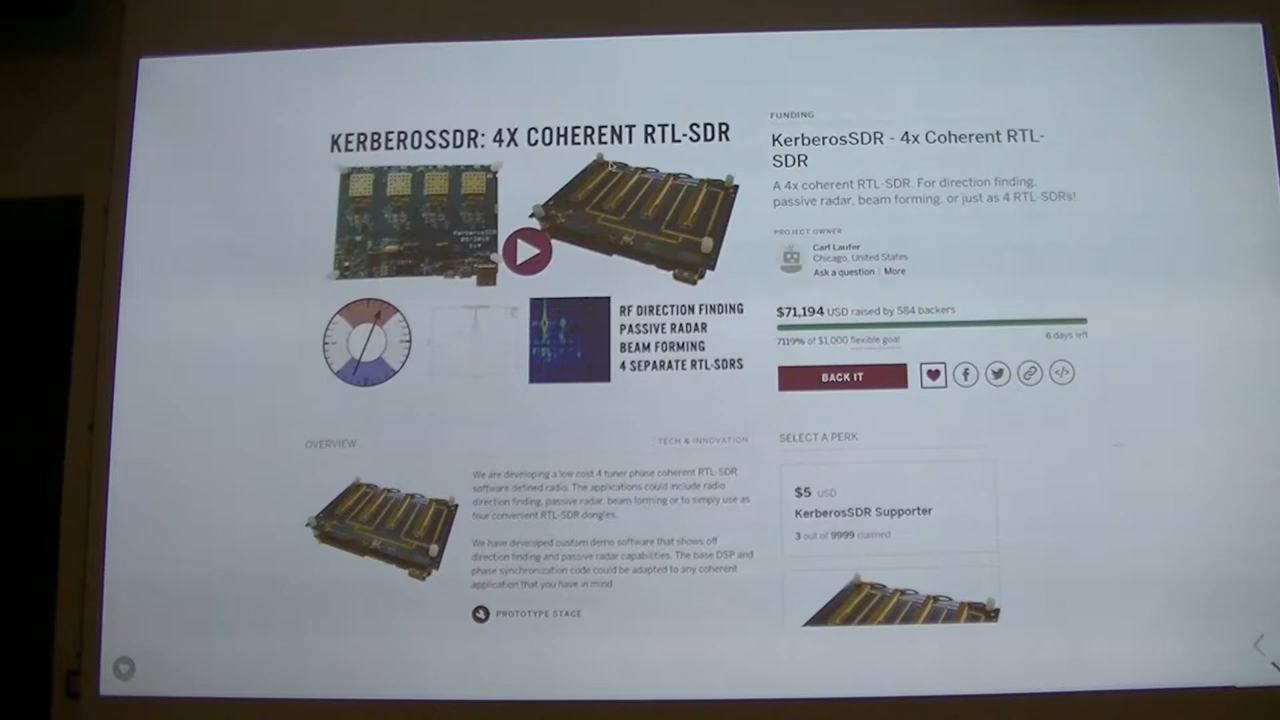 KERBEROSSDR: 4X COHERENT RTL-SDR
KerberosSDR
RF DIRECTION FINDING
PASSIVE RADAR
BEAM FORMING
4 SEPARATE RTL-SDRS
FUNDING
KerberosSDR - 4x Coherent RTL-
SDR
A 4x coherent RTL-SDR. For direction finding,
passive radar, beam forming, or just as 4 RTL-SDRs!
PROJECT OWNER
Carl Laufer
Chicago, United States
Ask a question | More
$71,194 USD raised by 584 backers
7119% of $1,000 flexible goal
6 days left
BACK IT
OVERVIEW
TECH & INNOVATION
We are developing a low cost 4 tuner phase coherent RTL-SDR
software defined radio. The applications could include radio
direction finding, passive radar, beam forming or to simply use as
four convenient RTL-SDR dongles.
We have developed custom demo software that shows off
direction finding and passive radar capabilities. The base DSP and
phase synchronization code could be adapted to any coherent
application that you have in mind.
PROTOTYPE STAGE
SELECT A PERK
$5 USD
KerberosSDR Supporter
3 out of 9999 claimed